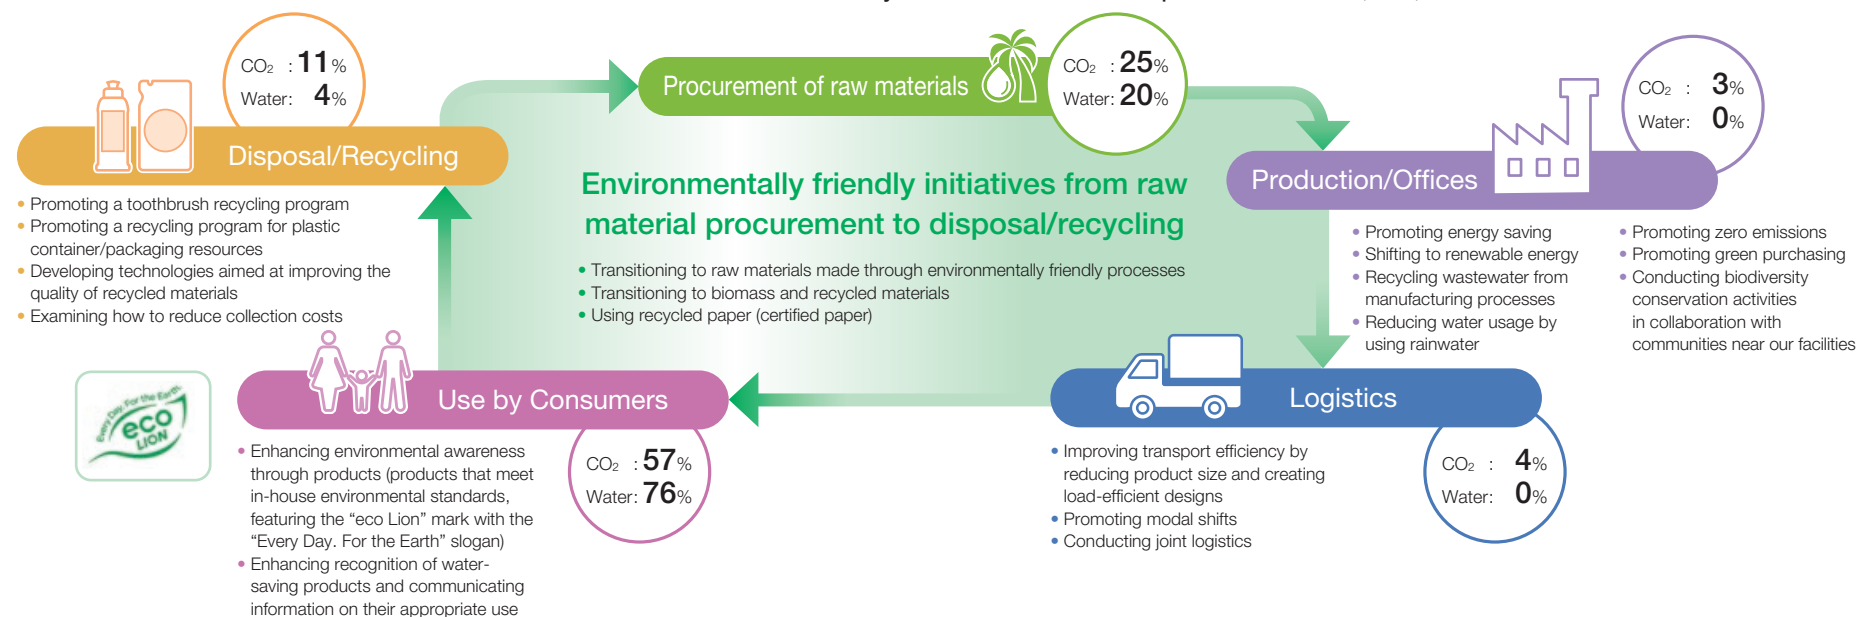 CO₂ : 11%
Water: 4%
Disposal/Recycling
• Promoting a toothbrush recycling program
• Promoting a recycling program for plastic
container/packaging resources
• Developing technologies aimed at improving the
quality of recycled materials
• Examining how to reduce collection costs
Procurement of raw materials
CO₂ : 25%
Water: 20%
Environmentally friendly initiatives from raw
material procurement to disposal/recycling
• Transitioning to raw materials made through environmentally friendly processes
• Transitioning to biomass and recycled materials
• Using recycled paper (certified paper)
CO₂ : 3%
Water: 0%
Production/Offices
• Promoting energy saving
• Shifting to renewable energy
• Recycling wastewater from
manufacturing processes
• Reducing water usage by
using rainwater
• Promoting zero emissions
• Promoting green purchasing
• Conducting biodiversity
conservation activities
in collaboration with
communities near our facilities
Logistics
• Improving transport efficiency by
reducing product size and creating
load-efficient designs
• Promoting modal shifts
• Conducting joint logistics
CO₂ : 4%
Water: 0%
Use by Consumers
• Enhancing environmental awareness
through products (products that meet
in-house environmental standards,
featuring the “eco Lion” mark with the
“Every Day. For the Earth” slogan)
• Enhancing recognition of water-
saving products and communicating
information on their appropriate use
CO₂ : 57%
Water: 76%
Every Day. For the Earth.
eco
LION